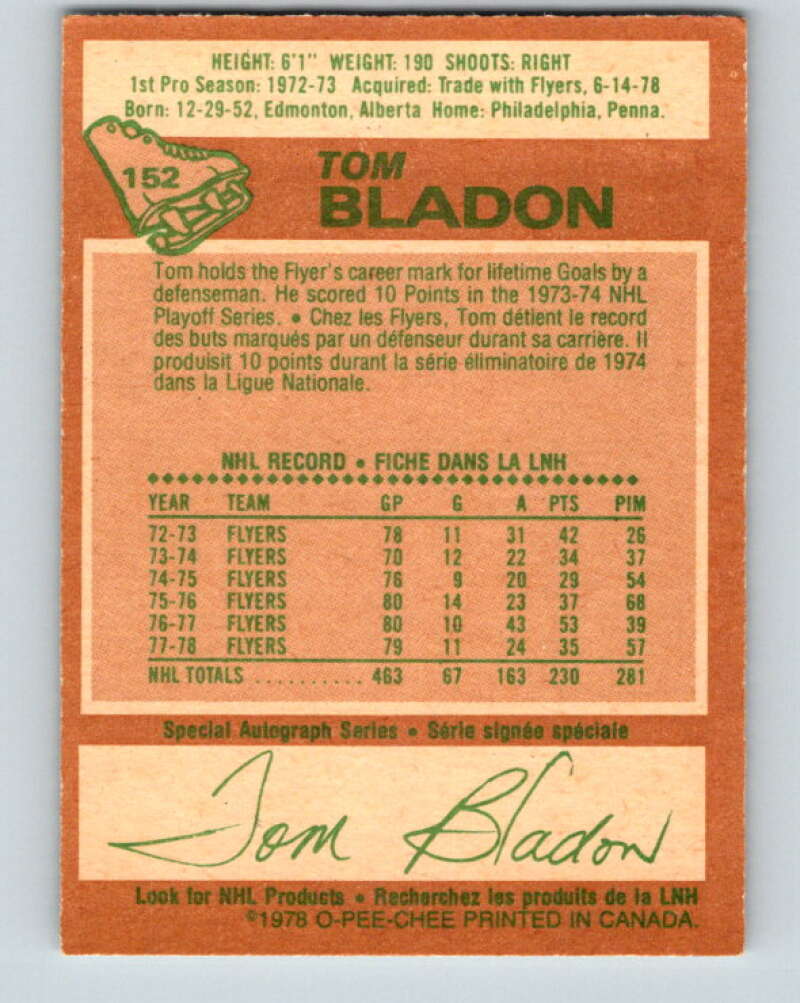 HEIGHT: 6'1" WEIGHT: 190 SHOOTS: RIGHT
1st Pro Season: 1972-73 Acquired: Trade with Flyers, 6-14-78
Born: 12-29-52, Edmonton, Alberta Home: Philadelphia, Penna.
152
TOM
BLADON
Tom holds the Flyer's career mark for lifetime Goals by a
defenseman. He scored 10 Points in the 1973-74 NHL
Playoff Series. • Chez les Flyers, Tom détient le record
des buts marqués par un défenseur durant sa carrière. Il
produisit 10 points durant la série éliminatoire de 1974
dans la Ligue Nationale.
NHL RECORD • FICHE DANS LA LNH
YEAR TEAM GP G A PTS PIM
72-73 FLYERS 78 11 31 42 26
73-74 FLYERS 70 12 22 34 37
74-75 FLYERS 76 9 20 29 54
75-76 FLYERS 80 14 23 37 68
76-77 FLYERS 80 10 43 53 39
77-78 FLYERS 79 11 24 35 57
NHL TOTALS .......... 463 67 163 230 281
Special Autograph Series • Série signée spéciale
Tom Bladon
Look for NHL Products • Recherchez les produits de la LNH
©1978 O-PEE-CHEE PRINTED IN CANADA.